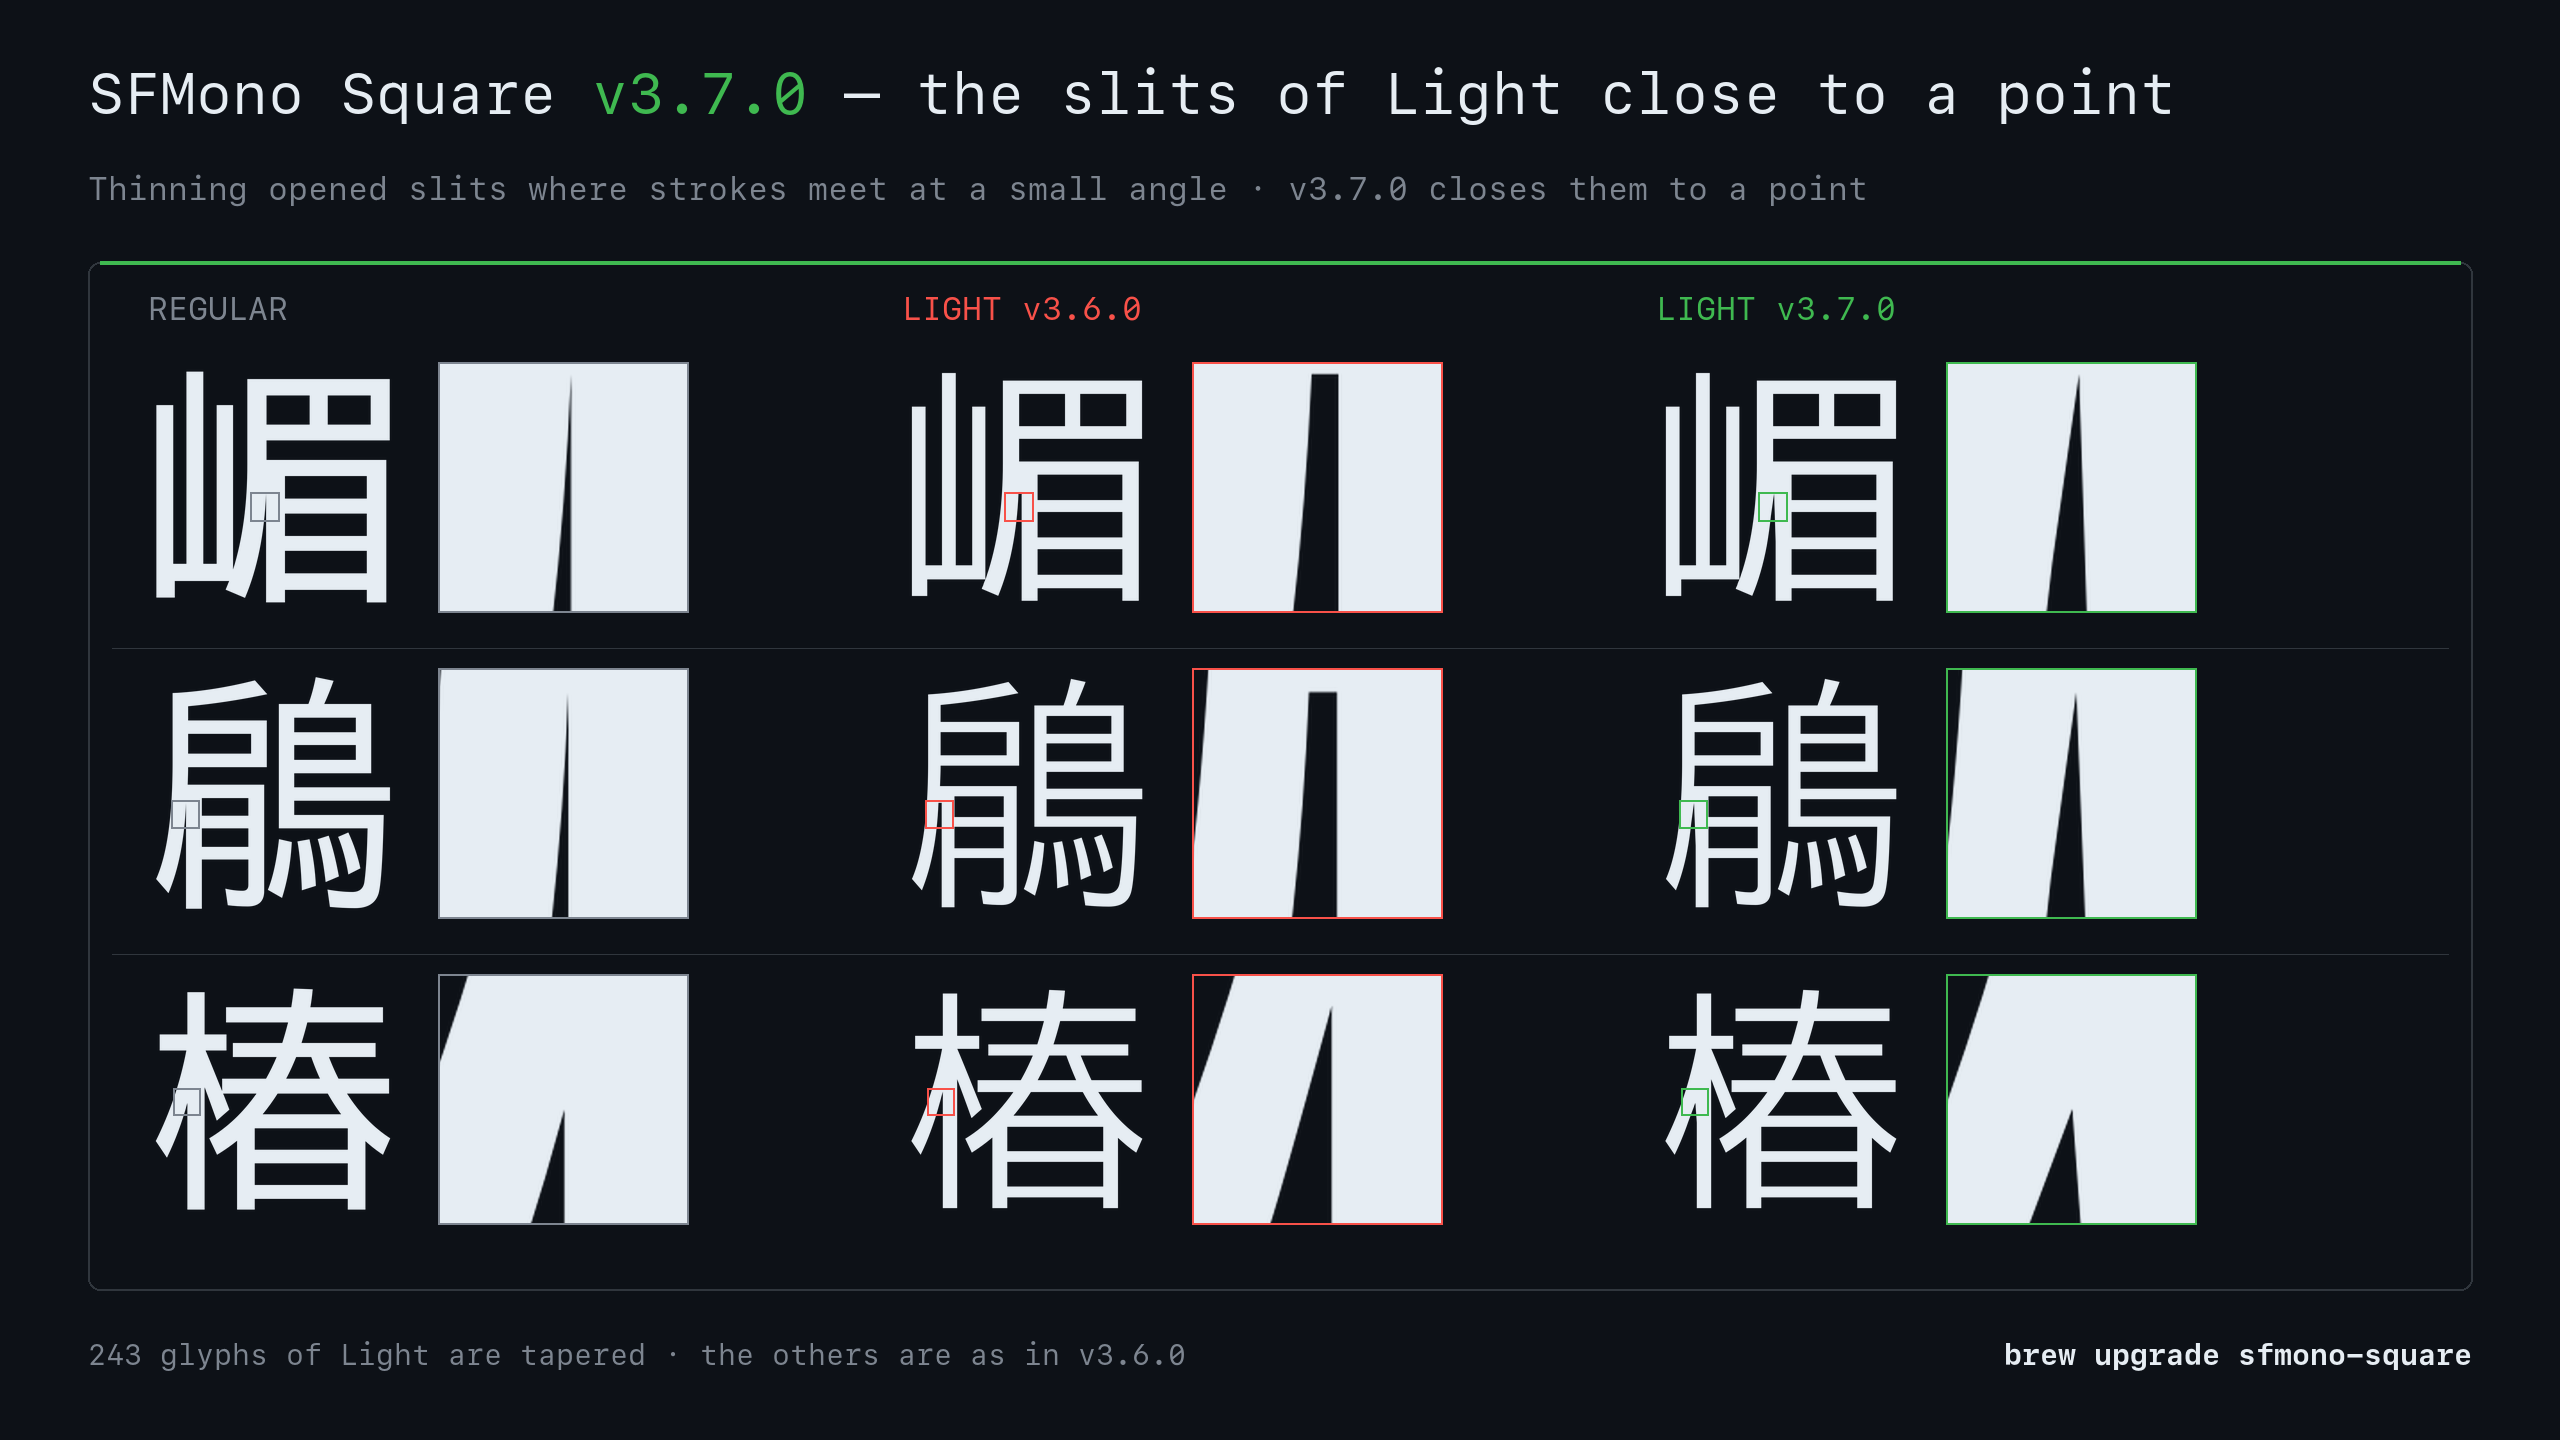 SFMono Square v3.7.0 — the slits of Light close to a point
Thinning opened slits where strokes meet at a small angle · v3.7.0 closes them to a point
REGULAR LIGHT v3.6.0 LIGHT v3.7.0
嵋 嵋 嵋
鶣 鶣 鶣
椿 椿 椿
243 glyphs of Light are tapered · the others are as in v3.6.0
brew upgrade sfmono-square